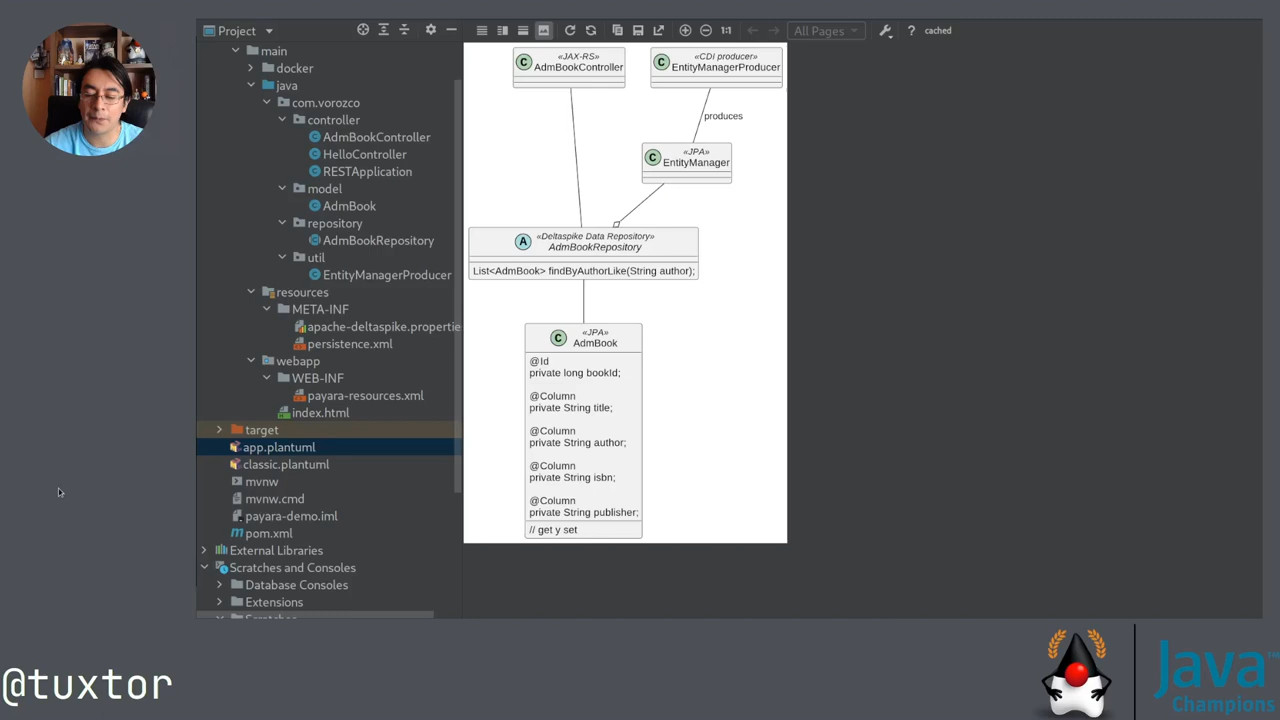 Project
1:1
All Pages
?
cached
main
docker
java
com.vorozco
controller
AdmBookController
HelloController
RESTApplication
model
AdmBook
repository
AdmBookRepository
util
EntityManagerProducer
resources
META-INF
apache-deltaspike.propertie
persistence.xml
webapp
WEB-INF
payara-resources.xml
index.html
target
app.plantuml
classic.plantuml
mvnw
mvnw.cmd
payara-demo.iml
pom.xml
External Libraries
Scratches and Consoles
Database Consoles
Extensions
C
«JAX-RS»
AdmBookController
C
«CDI producer»
EntityManagerProducer
produces
C
«JPA»
EntityManager
A
«Deltaspike Data Repository»
AdmBookRepository
List<AdmBook> findByAuthorLike(String author);
C
«JPA»
AdmBook
@Id
private long bookId;
@Column
private String title;
@Column
private String author;
@Column
private String isbn;
@Column
private String publisher;
// get y set
@tuxtor
Java™
Champions